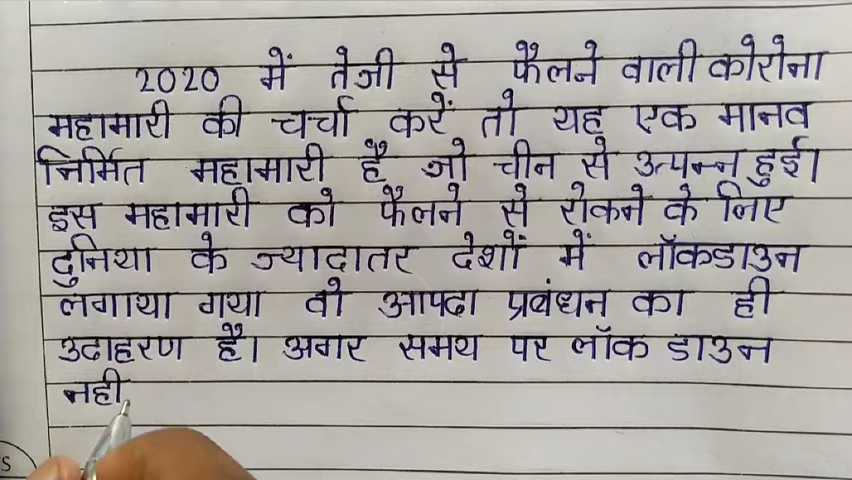 2020 में तेजी से फैलने वाली कोरोना
महामारी की चर्चा करें तो यह एक मानव
निर्मित महामारी है जो चीन से उत्पन्न हुई।
इस महामारी को फैलने से रोकने के लिए
दुनिया के ज्यादातर देशों में लॉकडाउन
लगाया गया वो आपदा प्रबंधन का ही
उदाहरण है। अगर समय पर लॉक डाउन
नही